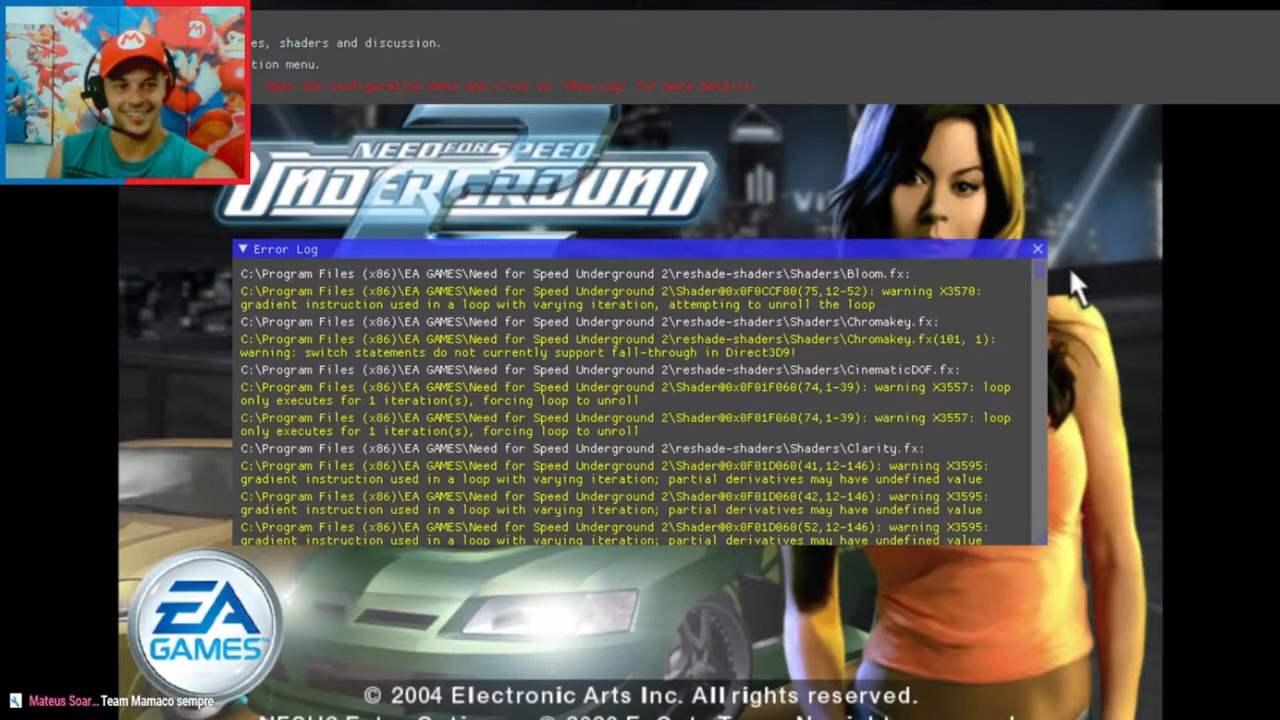 es, shaders and discussion.
tion menu.
Open the configuration menu and click on 'Show Log' for more details.
NEED FOR SPEED
UNDERGROUND
2
Error Log
C:\Program Files (x86)\EA GAMES\Need for Speed Underground 2\reshade-shaders\Shaders\Bloom.fx:
C:\Program Files (x86)\EA GAMES\Need for Speed Underground 2\Shader@0x0F0CCF80(75,12-52): warning X3570:
gradient instruction used in a loop with varying iteration, attempting to unroll the loop
C:\Program Files (x86)\EA GAMES\Need for Speed Underground 2\reshade-shaders\Shaders\Chromakey.fx:
C:\Program Files (x86)\EA GAMES\Need for Speed Underground 2\reshade-shaders\Shaders\Chromakey.fx(101, 1):
warning: switch statements do not currently support fall-through in Direct3D9!
C:\Program Files (x86)\EA GAMES\Need for Speed Underground 2\reshade-shaders\Shaders\CinematicDOF.fx:
C:\Program Files (x86)\EA GAMES\Need for Speed Underground 2\Shader@0x0F01F060(74,1-39): warning X3557: loop
only executes for 1 iteration(s), forcing loop to unroll
C:\Program Files (x86)\EA GAMES\Need for Speed Underground 2\Shader@0x0F01F060(74,1-39): warning X3557: loop
only executes for 1 iteration(s), forcing loop to unroll
C:\Program Files (x86)\EA GAMES\Need for Speed Underground 2\reshade-shaders\Shaders\Clarity.fx:
C:\Program Files (x86)\EA GAMES\Need for Speed Underground 2\Shader@0x0F01D060(41,12-146): warning X3595:
gradient instruction used in a loop with varying iteration; partial derivatives may have undefined value
C:\Program Files (x86)\EA GAMES\Need for Speed Underground 2\Shader@0x0F01D060(42,12-146): warning X3595:
gradient instruction used in a loop with varying iteration; partial derivatives may have undefined value
C:\Program Files (x86)\EA GAMES\Need for Speed Underground 2\Shader@0x0F01D060(52,12-146): warning X3595:
gradient instruction used in a loop with varying iteration; partial derivatives may have undefined value
EA
GAMES
Mateus Soar... Team Mamaco sempre
© 2004 Electronic Arts Inc. All rights reserved.